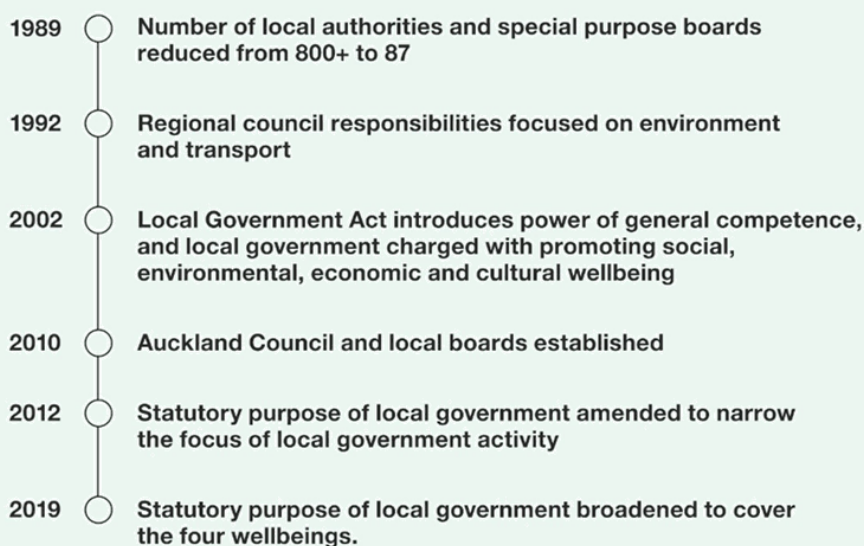 1989 Number of local authorities and special purpose boards
reduced from 800+ to 87
1992 Regional council responsibilities focused on environment
and transport
2002 Local Government Act introduces power of general competence,
and local government charged with promoting social,
environmental, economic and cultural wellbeing
2010 Auckland Council and local boards established
2012 Statutory purpose of local government amended to narrow
the focus of local government activity
2019 Statutory purpose of local government broadened to cover
the four wellbeings.